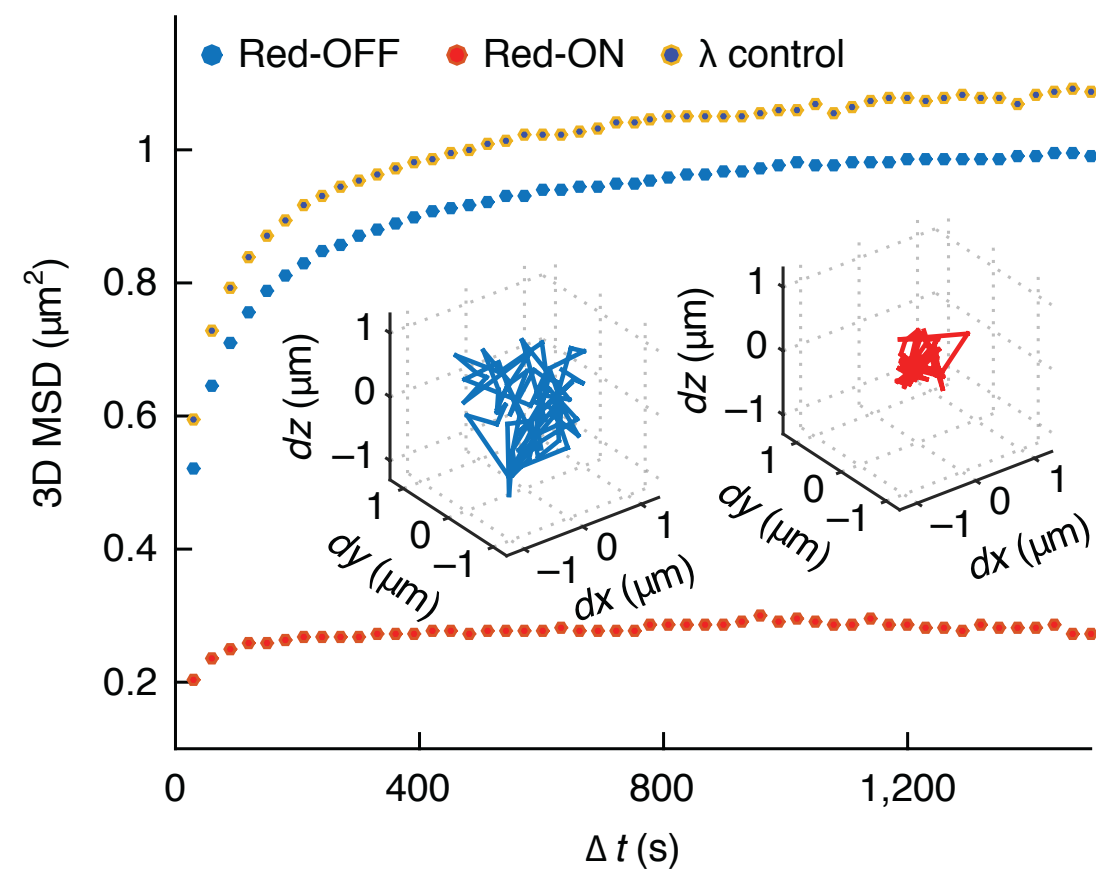 Red-OFF Red-ON λ control
3D MSD (μm²)
1
0.8
0.6
0.4
0.2
0 400 800 1,200
Δ t (s)
dz (μm)
1
0
−1
1
0
−1
dy (μm)
−1
0
1
dx (μm)
dz (μm)
1
0
−1
1
0
−1
dy (μm)
−1
0
1
dx (μm)